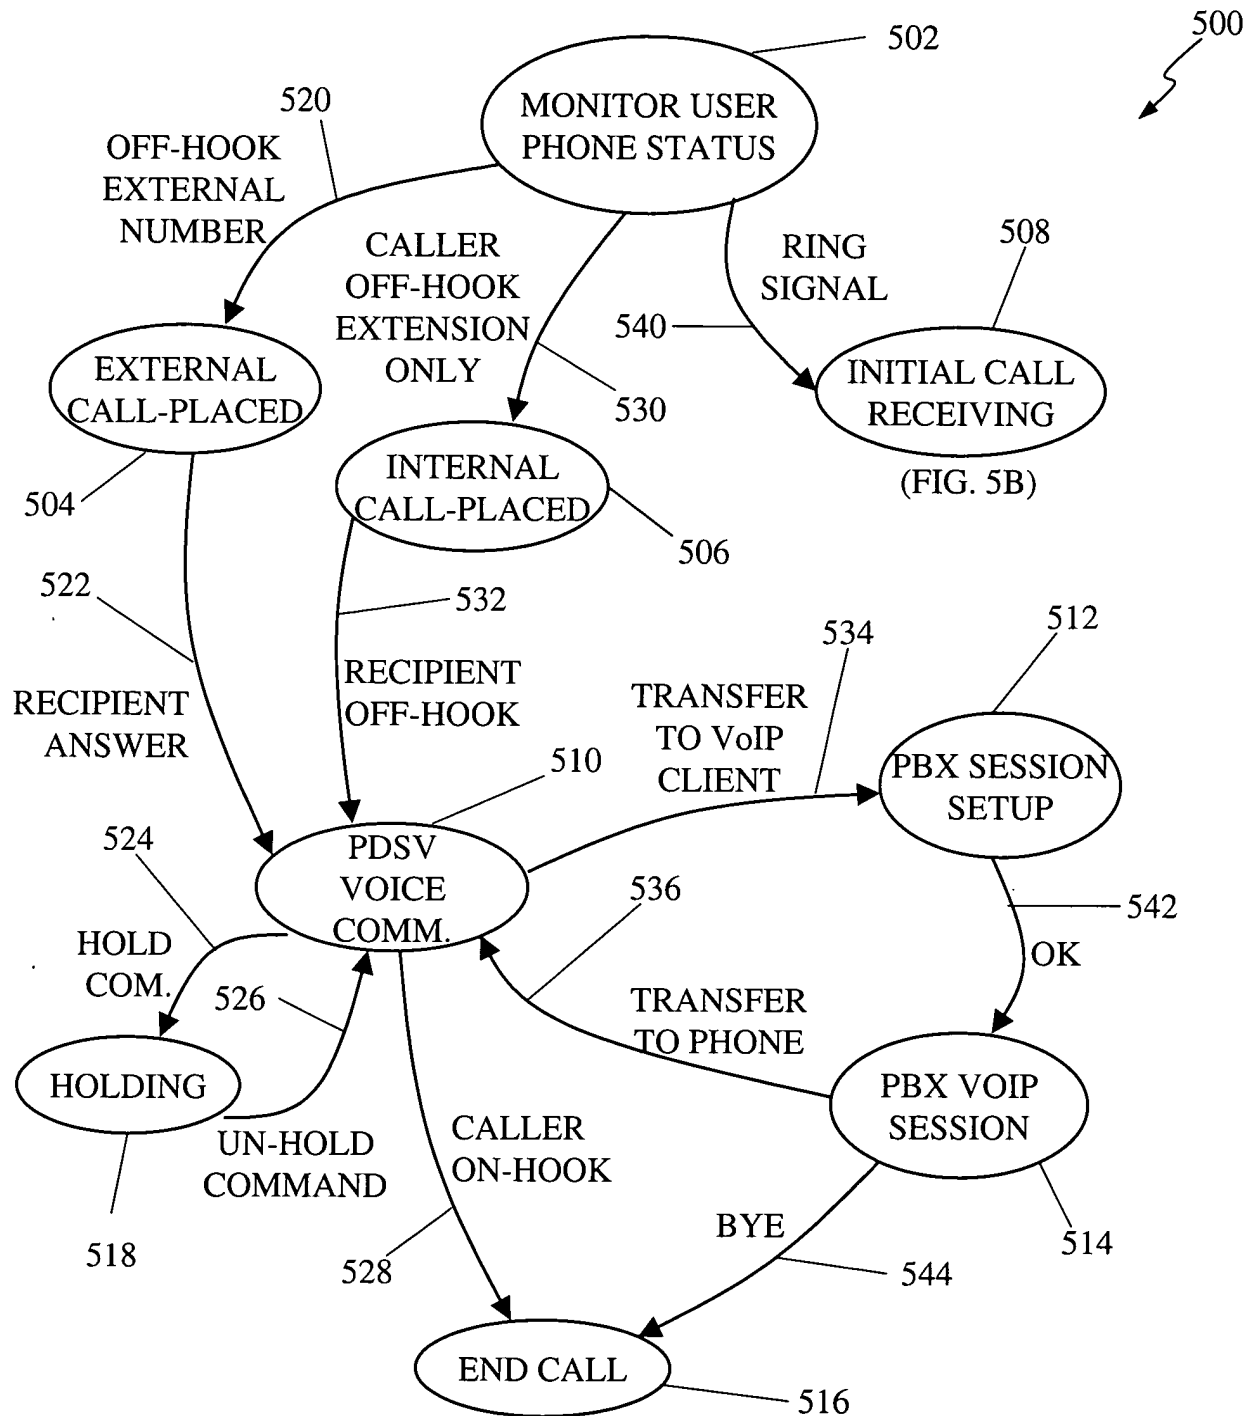 500
502
MONITOR USER
PHONE STATUS
520
OFF-HOOK
EXTERNAL
NUMBER
CALLER
OFF-HOOK
EXTENSION
ONLY
530
RING
SIGNAL
540
508
EXTERNAL
CALL-PLACED
504
INITIAL CALL
RECEIVING
(FIG. 5B)
INTERNAL
CALL-PLACED
506
522
532
RECIPIENT
ANSWER
RECIPIENT
OFF-HOOK
510
TRANSFER
TO VoIP
CLIENT
534
512
PBX SESSION
SETUP
PDSV
VOICE
COMM.
524
HOLD
COM.
526
536
542
OK
TRANSFER
TO PHONE
HOLDING
PBX VOIP
SESSION
UN-HOLD
COMMAND
518
CALLER
ON-HOOK
528
BYE
544
514
END CALL
516